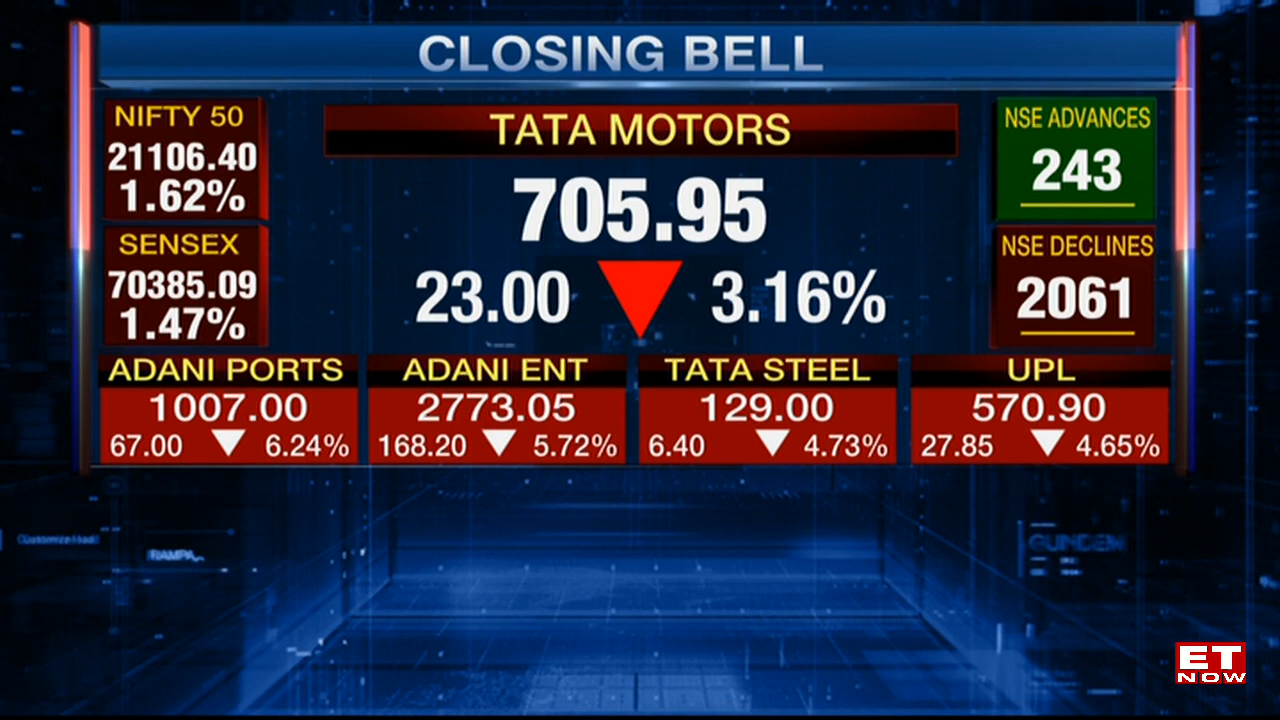 CLOSING BELL
NIFTY 50
21106.40
1.62%
SENSEX
70385.09
1.47%
TATA MOTORS
705.95
23.00 3.16%
NSE ADVANCES
243
NSE DECLINES
2061
ADANI PORTS
1007.00
67.00 6.24%
ADANI ENT
2773.05
168.20 5.72%
TATA STEEL
129.00
6.40 4.73%
UPL
570.90
27.85 4.65%
GUNDEM
ET
NOW